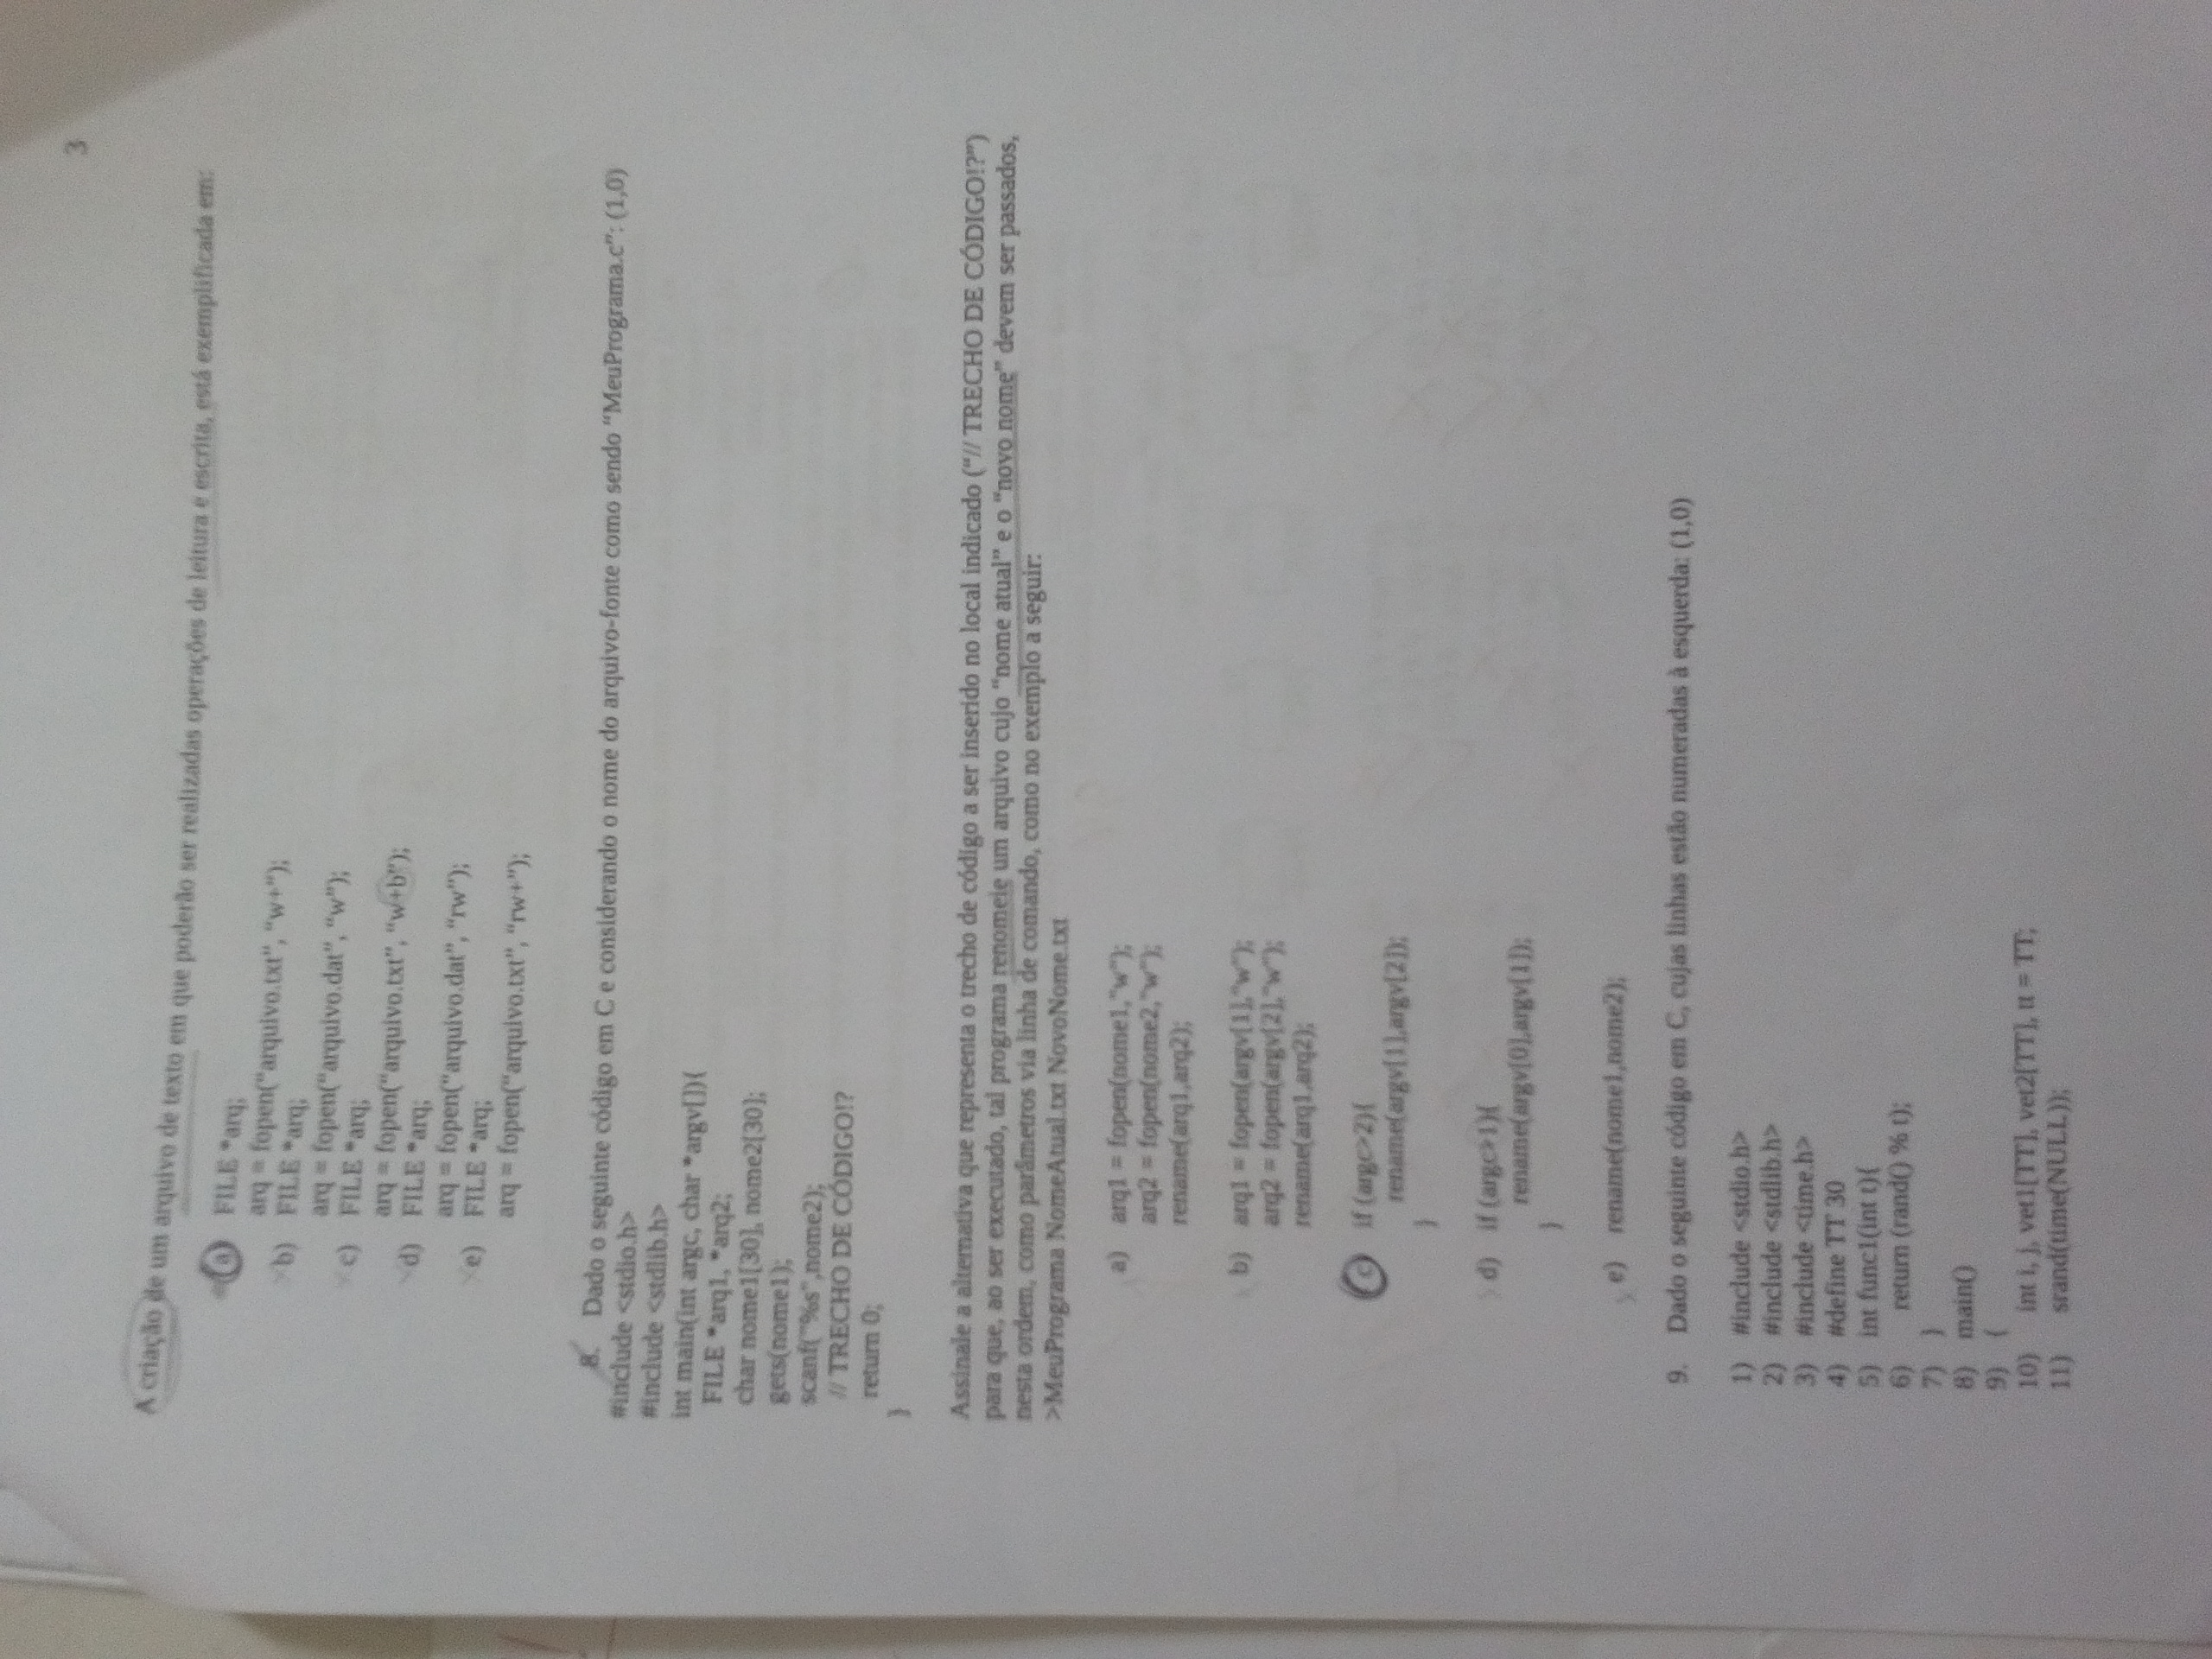 3
A criação de um arquivo de texto em que poderão ser realizadas operações de leitura e escrita, está exemplificada em:
a FILE *arq;
arq = fopen(“arquivo.txt”, “w+”);
b) FILE *arq;
arq = fopen(“arquivo.dat”, “w”);
c) FILE *arq;
arq = fopen(“arquivo.txt”, “w+b”);
d) FILE *arq;
arq = fopen(“arquivo.dat”, “rw”);
e) FILE *arq;
arq = fopen(“arquivo.txt”, “rw+”);
8. Dado o seguinte código em C e considerando o nome do arquivo-fonte como sendo “MeuPrograma.c”: (1,0)
#include <stdio.h>
#include <stdlib.h>
int main(int argc, char *argv[]){
FILE *arq1, *arq2;
char nome1[30], nome2[30];
gets(nome1);
scanf("%s",nome2);
// TRECHO DE CÓDIGO!?
return 0;
}
Assinale a alternativa que representa o trecho de código a ser inserido no local indicado (“// TRECHO DE CÓDIGO!?”)
para que, ao ser executado, tal programa renomeie um arquivo cujo “nome atual” e o “novo nome” devem ser passados,
nesta ordem, como parâmetros via linha de comando, como no exemplo a seguir:
>MeuPrograma NomeAtual.txt NovoNome.txt
a) arq1 = fopen(nome1,"w");
arq2 = fopen(nome2,"w");
rename(arq1,arq2);
b) arq1 = fopen(argv[1],"w");
arq2 = fopen(argv[2],"w");
rename(arq1,arq2);
c if (argc>2){
rename(argv[1],argv[2]);
}
d) if (argc>1){
rename(argv[0],argv[1]);
}
e) rename(nome1,nome2);
9. Dado o seguinte código em C, cujas linhas estão numeradas à esquerda: (1,0)
1) #include <stdio.h>
2) #include <stdlib.h>
3) #include <time.h>
4) #define TT 30
5) int func1(int t){
6) return (rand() % t);
7) }
8) main()
9) {
10) int i, j, vet1[TT], vet2[TT], tt = TT;
11) srand(time(NULL));